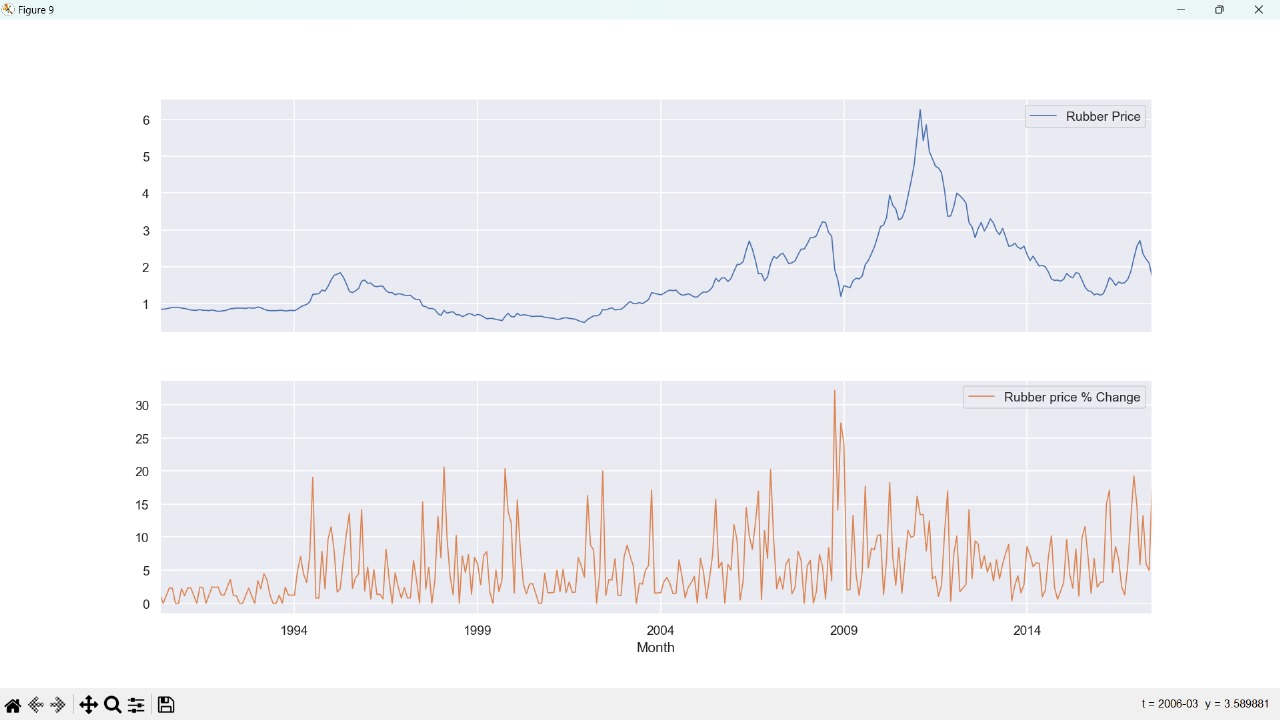 Figure 9
6
5
4
3
2
1
Rubber Price
30
25
20
15
10
5
0
Rubber price % Change
1994 1999 2004 2009 2014
Month
t = 2006-03 y = 3.589881